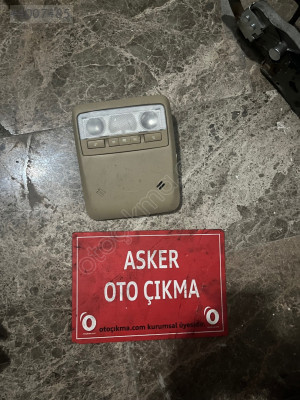 ASKER
OTO ÇIKMA
otoçıkma.com kurumsal üyesidir